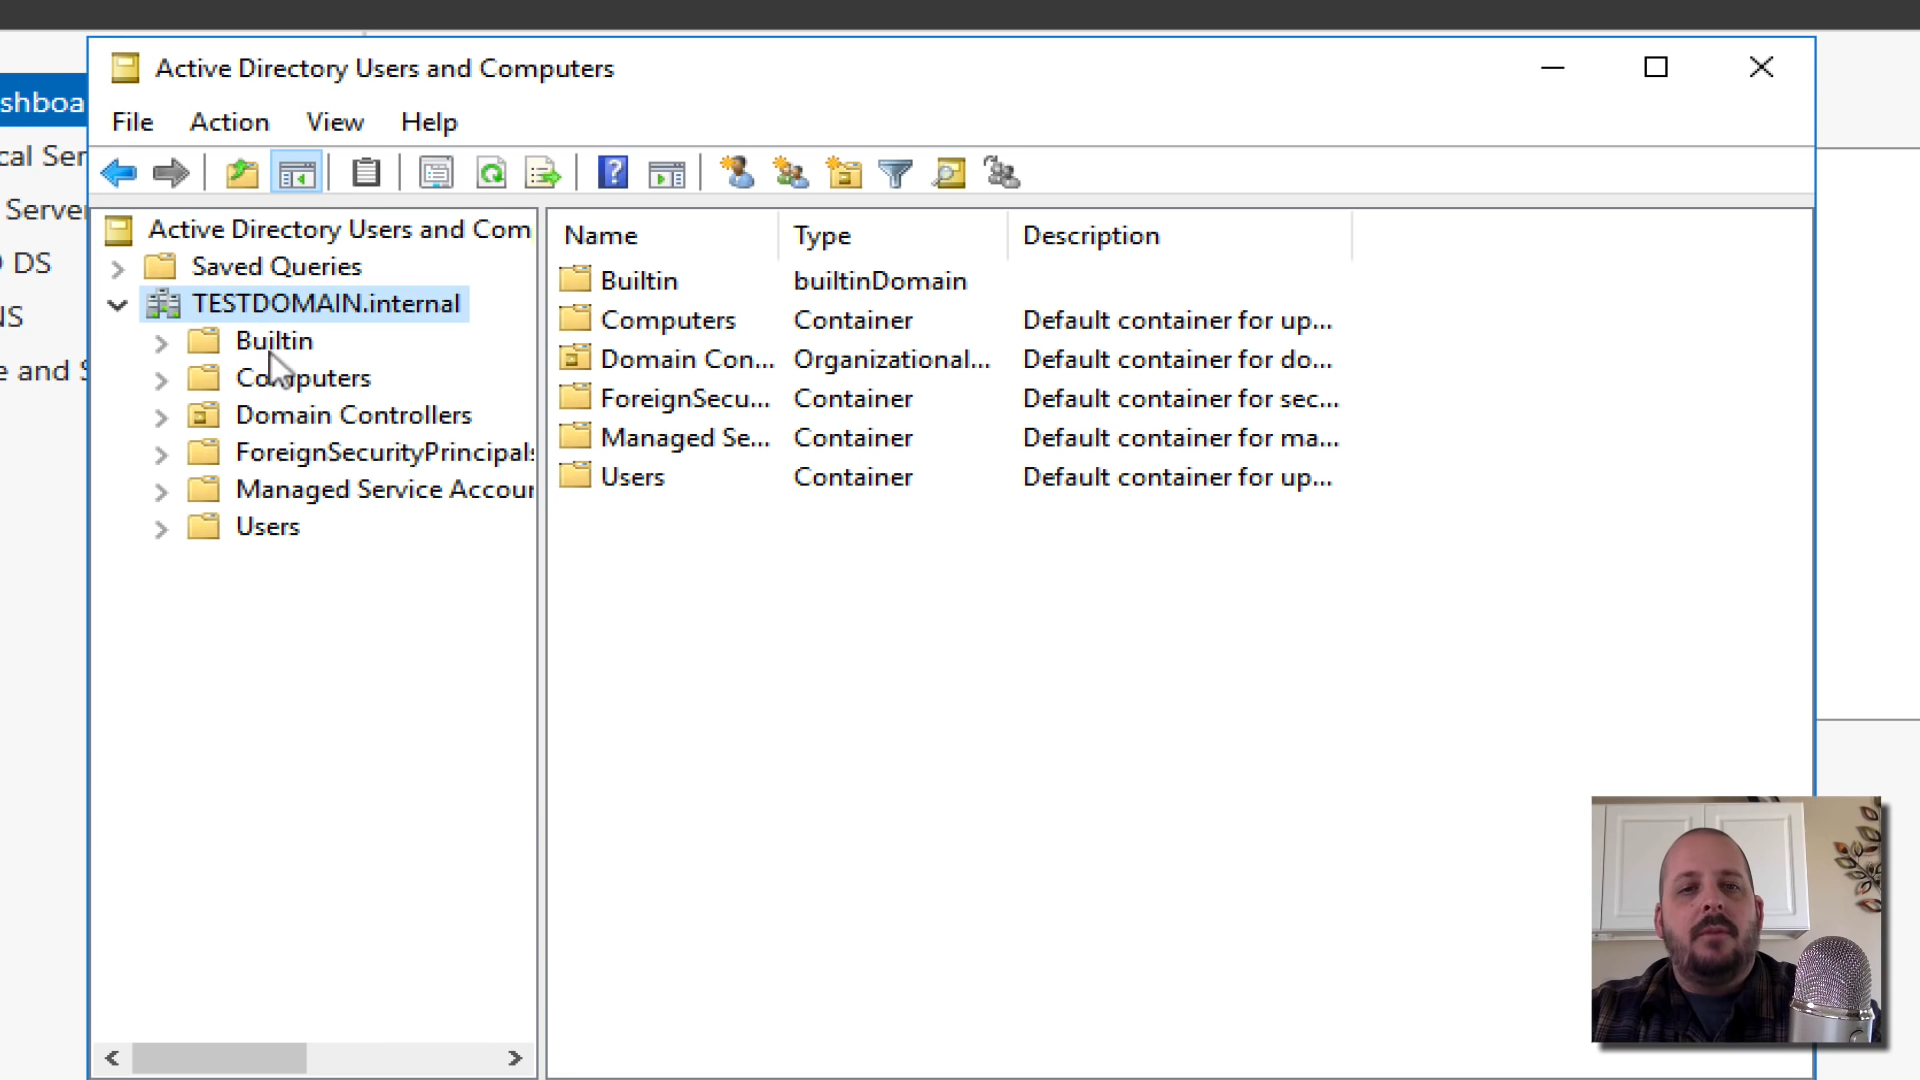 Active Directory Users and Computers
File Action View Help
shboa
cal Ser
Server
DS
NS
e and S
Active Directory Users and Com
Saved Queries
TESTDOMAIN.internal
Builtin
Computers
Domain Controllers
ForeignSecurityPrincipals
Managed Service Accour
Users
Name Type Description
Builtin builtinDomain
Computers Container Default container for up...
Domain Con... Organizational... Default container for do...
ForeignSecu... Container Default container for sec...
Managed Se... Container Default container for ma...
Users Container Default container for up...